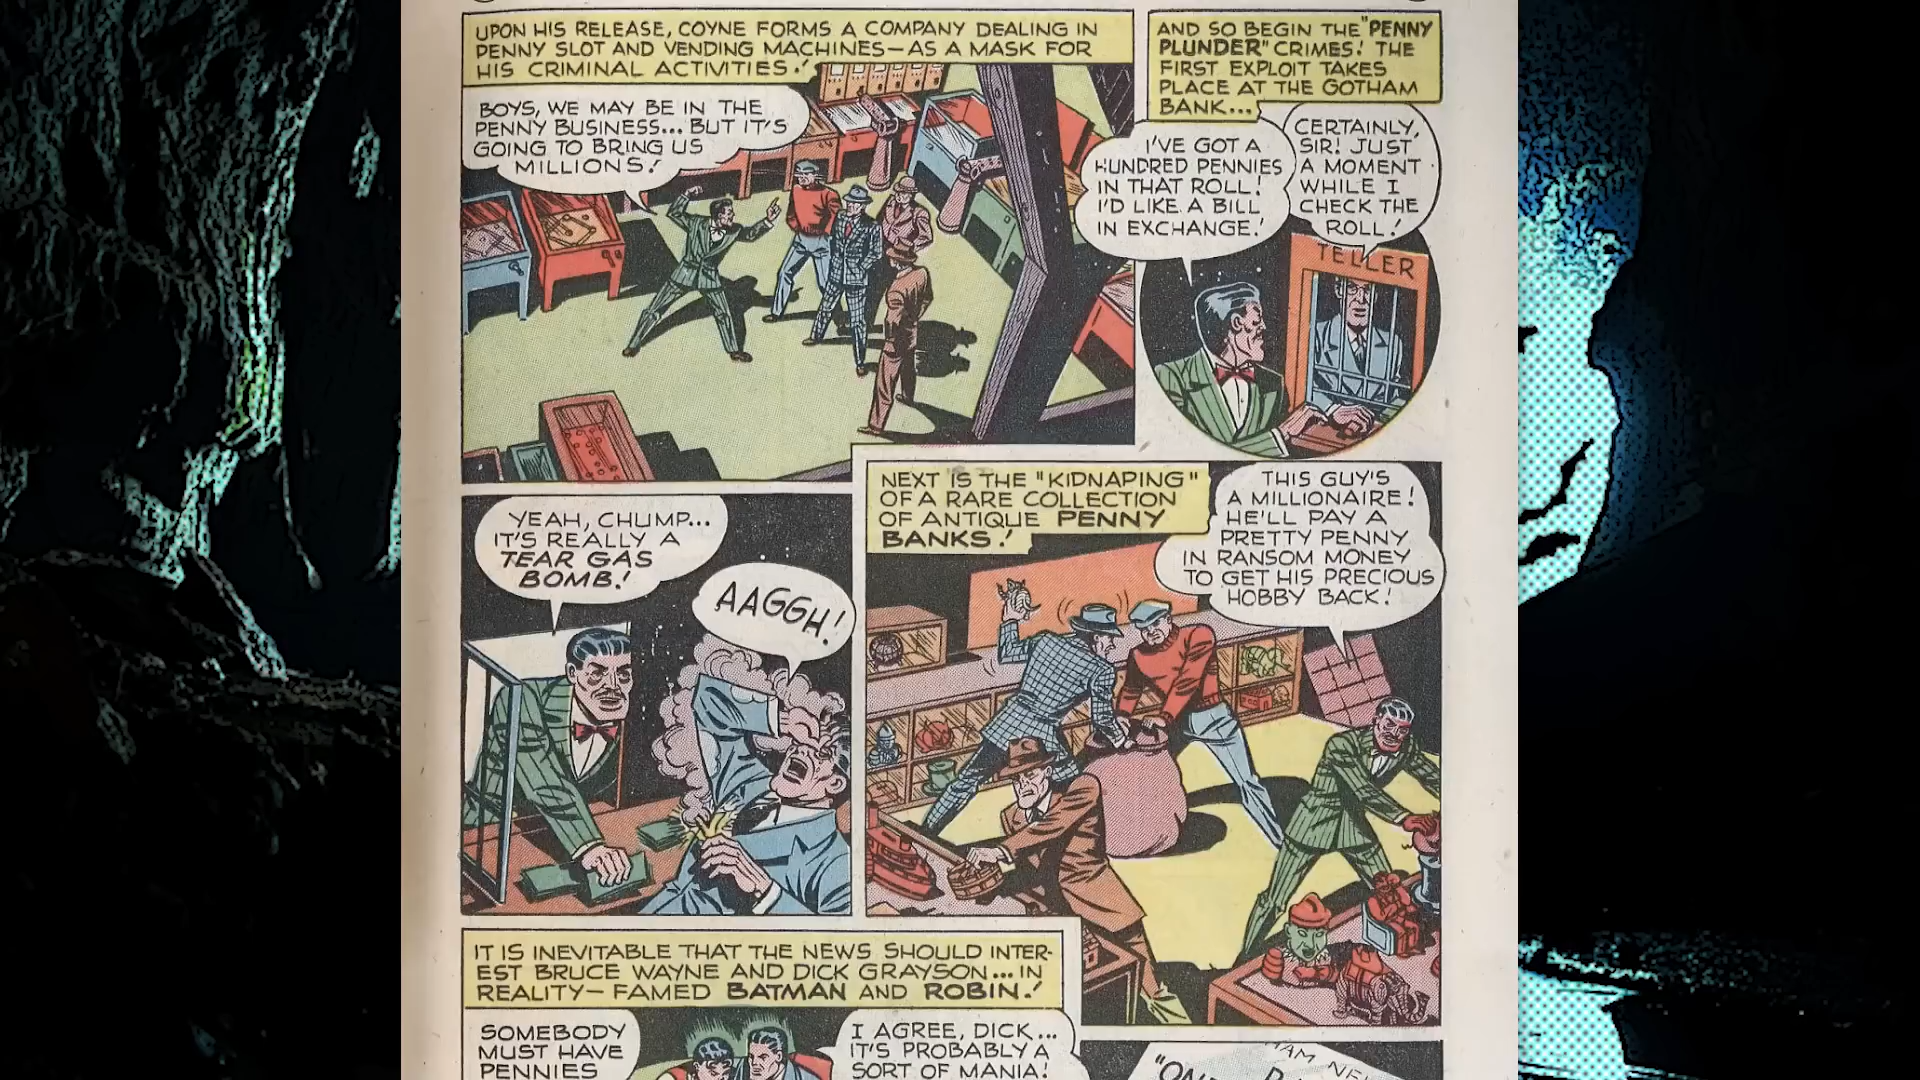 UPON HIS RELEASE, COYNE FORMS A COMPANY DEALING IN
PENNY SLOT AND VENDING MACHINES—AS A MASK FOR
HIS CRIMINAL ACTIVITIES.'
BOYS, WE MAY BE IN THE
PENNY BUSINESS... BUT IT'S
GOING TO BRING US
MILLIONS!
AND SO BEGIN THE "PENNY
PLUNDER" CRIMES! THE
FIRST EXPLOIT TAKES
PLACE AT THE GOTHAM
BANK...
I'VE GOT A
HUNDRED PENNIES
IN THAT ROLL!
I'D LIKE A BILL
IN EXCHANGE!
CERTAINLY,
SIR! JUST
A MOMENT
WHILE I
CHECK THE
ROLL!
TELLER
YEAH, CHUMP...
IT'S REALLY A
TEAR GAS
BOMB!
AAGGH!
NEXT IS THE "KIDNAPING"
OF A RARE COLLECTION
OF ANTIQUE PENNY
BANKS!
THIS GUY'S
A MILLIONAIRE!
HE'LL PAY A
PRETTY PENNY
IN RANSOM MONEY
TO GET HIS PRECIOUS
HOBBY BACK!
IT IS INEVITABLE THAT THE NEWS SHOULD INTER-
EST BRUCE WAYNE AND DICK GRAYSON... IN
REALITY—FAMED BATMAN AND ROBIN!
SOMEBODY
MUST HAVE
PENNIES
I AGREE, DICK...
IT'S PROBABLY A
SORT OF MANIA!